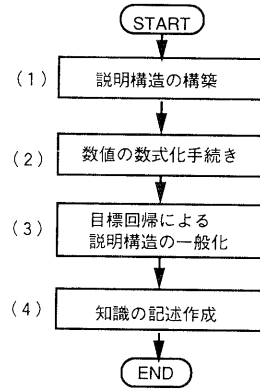 START
(1) 説明構造の構築
(2) 数値の数式化手続き
(3) 目標回帰による
説明構造の一般化
(4) 知識の記述作成
END